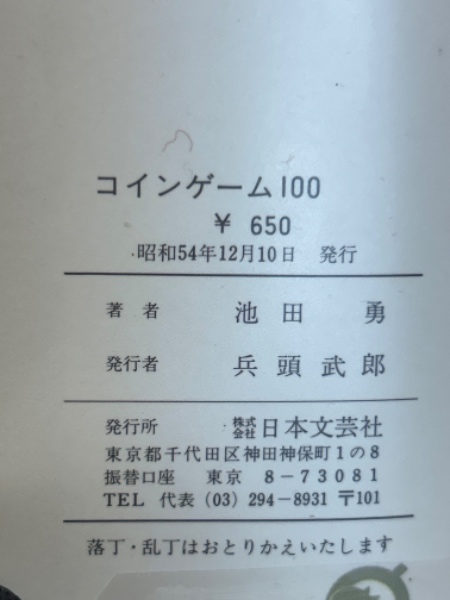 コインゲーム100
¥ 650
昭和54年12月10日 発行
著者 池田 勇
発行者 兵頭武郎
発行所 株式会社日本文芸社
東京都千代田区神田神保町1の8
振替口座 東京 8-73081
TEL 代表 (03) 294-8931 〒101
落丁・乱丁はおとりかえいたします